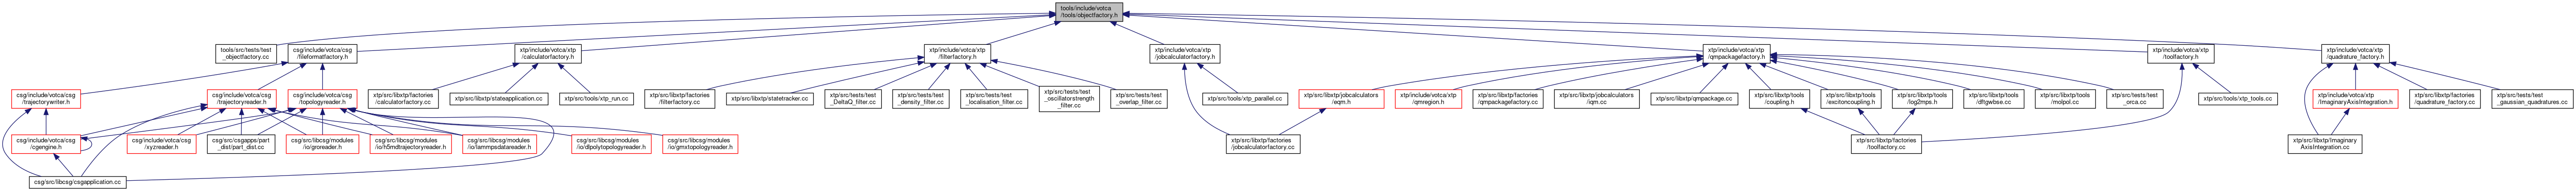 tools/include/votca
/tools/objectfactory.h
tools/src/tests/test
_objectfactory.cc
csg/include/votca/csg
/fileformatfactory.h
xtp/include/votca/xtp
/calculatorfactory.h
xtp/include/votca/xtp
/filterfactory.h
xtp/include/votca/xtp
/jobcalculatorfactory.h
xtp/include/votca/xtp
/qmpackagefactory.h
xtp/include/votca/xtp
/toolfactory.h
xtp/include/votca/xtp
/quadrature_factory.h
csg/include/votca/csg
/trajectorywriter.h
csg/include/votca/csg
/trajectoryreader.h
csg/include/votca/csg
/topologyreader.h
xtp/src/libxtp/factories
/calculatorfactory.cc
xtp/src/libxtp/stateapplication.cc
xtp/src/tools/xtp_run.cc
xtp/src/libxtp/factories
/filterfactory.cc
xtp/src/libxtp/statetracker.cc
xtp/src/tests/test
_DeltaQ_filter.cc
xtp/src/tests/test
_density_filter.cc
xtp/src/tests/test
_localisation_filter.cc
xtp/src/tests/test
_oscillatorstrength
_filter.cc
xtp/src/tests/test
_overlap_filter.cc
xtp/src/tools/xtp_parallel.cc
xtp/src/libxtp/jobcalculators
/eqm.h
xtp/include/votca/xtp
/qmregion.h
xtp/src/libxtp/factories
/qmpackagefactory.cc
xtp/src/libxtp/jobcalculators
/iqm.cc
xtp/src/libxtp/qmpackage.cc
xtp/src/libxtp/tools
/coupling.h
xtp/src/libxtp/tools
/excitoncoupling.h
xtp/src/libxtp/tools
/log2mps.h
xtp/src/libxtp/tools
/dftgwbse.cc
xtp/src/libxtp/tools
/molpol.cc
xtp/src/tests/test
_orca.cc
xtp/src/tools/xtp_tools.cc
xtp/include/votca/xtp
/ImaginaryAxisIntegration.h
xtp/src/libxtp/factories
/quadrature_factory.cc
xtp/src/tests/test
_gaussian_quadratures.cc
csg/include/votca/csg
/cgengine.h
csg/include/votca/csg
/xyzreader.h
csg/src/csgapps/part
_dist/part_dist.cc
csg/src/libcsg/modules
/io/groreader.h
csg/src/libcsg/modules
/io/h5mdtrajectoryreader.h
csg/src/libcsg/modules
/io/lammpsdatareader.h
csg/src/libcsg/modules
/io/dlpolytopologyreader.h
csg/src/libcsg/modules
/io/gmxtopologyreader.h
xtp/src/libxtp/factories
/jobcalculatorfactory.cc
xtp/src/libxtp/factories
/toolfactory.cc
xtp/src/libxtp/Imaginary
AxisIntegration.cc
csg/src/libcsg/csgapplication.cc